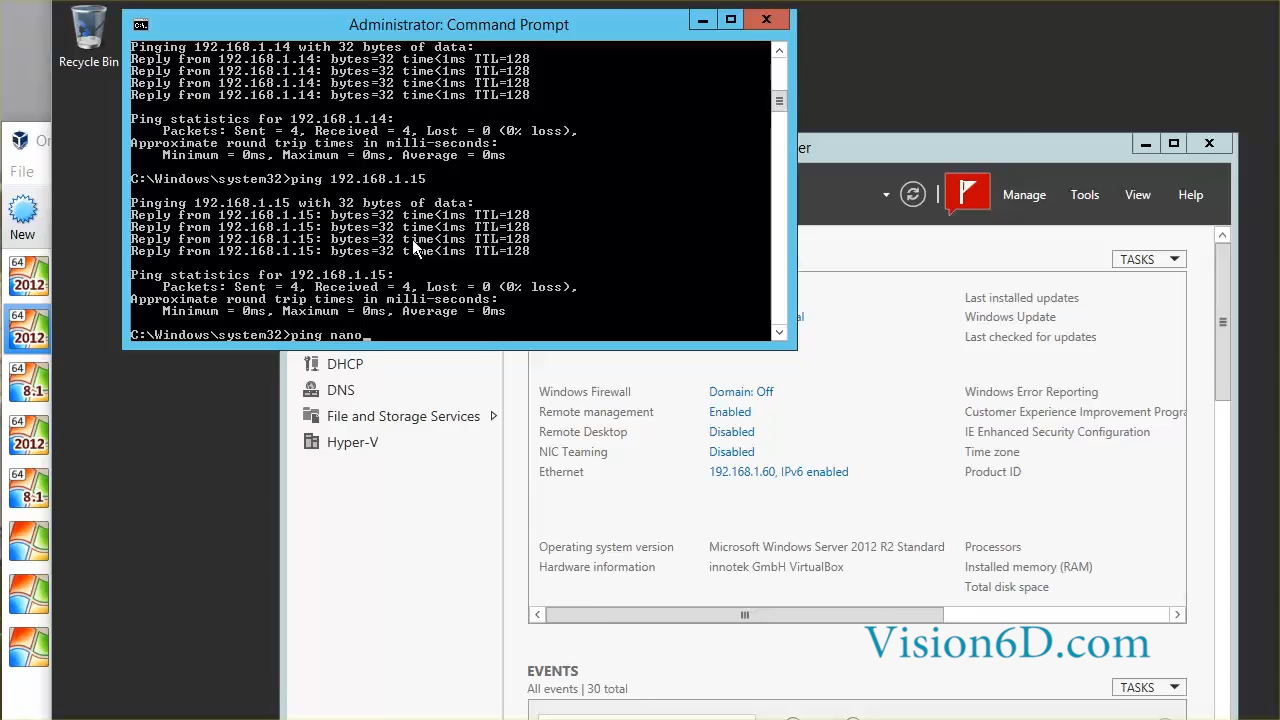 Recycle Bin
Administrator: Command Prompt
Pinging 192.168.1.14 with 32 bytes of data:
Reply from 192.168.1.14: bytes=32 time<1ms TTL=128
Reply from 192.168.1.14: bytes=32 time<1ms TTL=128
Reply from 192.168.1.14: bytes=32 time<1ms TTL=128
Reply from 192.168.1.14: bytes=32 time<1ms TTL=128
Ping statistics for 192.168.1.14:
Packets: Sent = 4, Received = 4, Lost = 0 (0% loss),
Approximate round trip times in milli-seconds:
Minimum = 0ms, Maximum = 0ms, Average = 0ms
C:\Windows\system32>ping 192.168.1.15
Pinging 192.168.1.15 with 32 bytes of data:
Reply from 192.168.1.15: bytes=32 time<1ms TTL=128
Reply from 192.168.1.15: bytes=32 time<1ms TTL=128
Reply from 192.168.1.15: bytes=32 time<1ms TTL=128
Reply from 192.168.1.15: bytes=32 time<1ms TTL=128
Ping statistics for 192.168.1.15:
Packets: Sent = 4, Received = 4, Lost = 0 (0% loss),
Approximate round trip times in milli-seconds:
Minimum = 0ms, Maximum = 0ms, Average = 0ms
C:\Windows\system32>ping nano_
File
New
64
2012
64
2012
64
8.1
64
2012
64
8.1
Manage Tools View Help
TASKS
Last installed updates
Windows Update
Last checked for updates
DHCP
DNS
File and Storage Services
Hyper-V
Windows Firewall Domain: Off Windows Error Reporting
Remote management Enabled Customer Experience Improvement Progra
Remote Desktop Disabled IE Enhanced Security Configuration
NIC Teaming Disabled Time zone
Ethernet 192.168.1.60, IPv6 enabled Product ID
Operating system version Microsoft Windows Server 2012 R2 Standard Processors
Hardware information innotek GmbH VirtualBox Installed memory (RAM)
Total disk space
Vision6D.com
EVENTS
All events | 30 total
TASKS